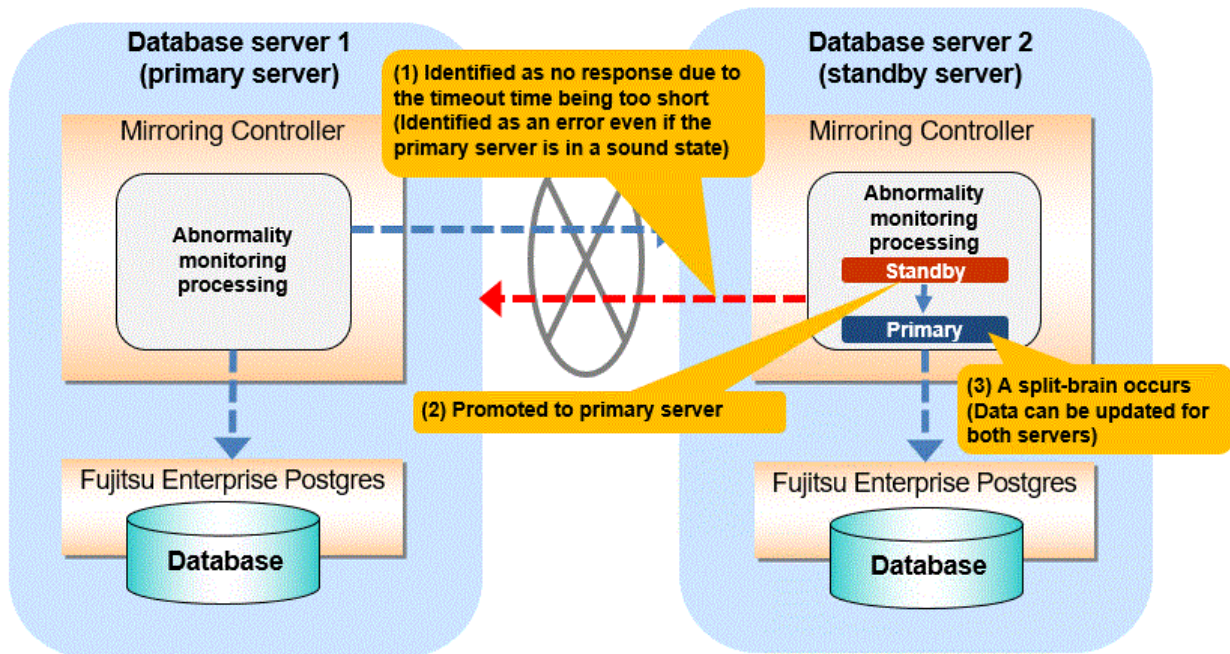 Database server 1
(primary server)
Mirroring Controller
Abnormality
monitoring
processing
Fujitsu Enterprise Postgres
Database
(1) Identified as no response due to
the timeout time being too short
(Identified as an error even if the
primary server is in a sound state)
(2) Promoted to primary server
Database server 2
(standby server)
Mirroring Controller
Abnormality
monitoring
processing
Standby
Primary
(3) A split-brain occurs
(Data can be updated for
both servers)
Fujitsu Enterprise Postgres
Database